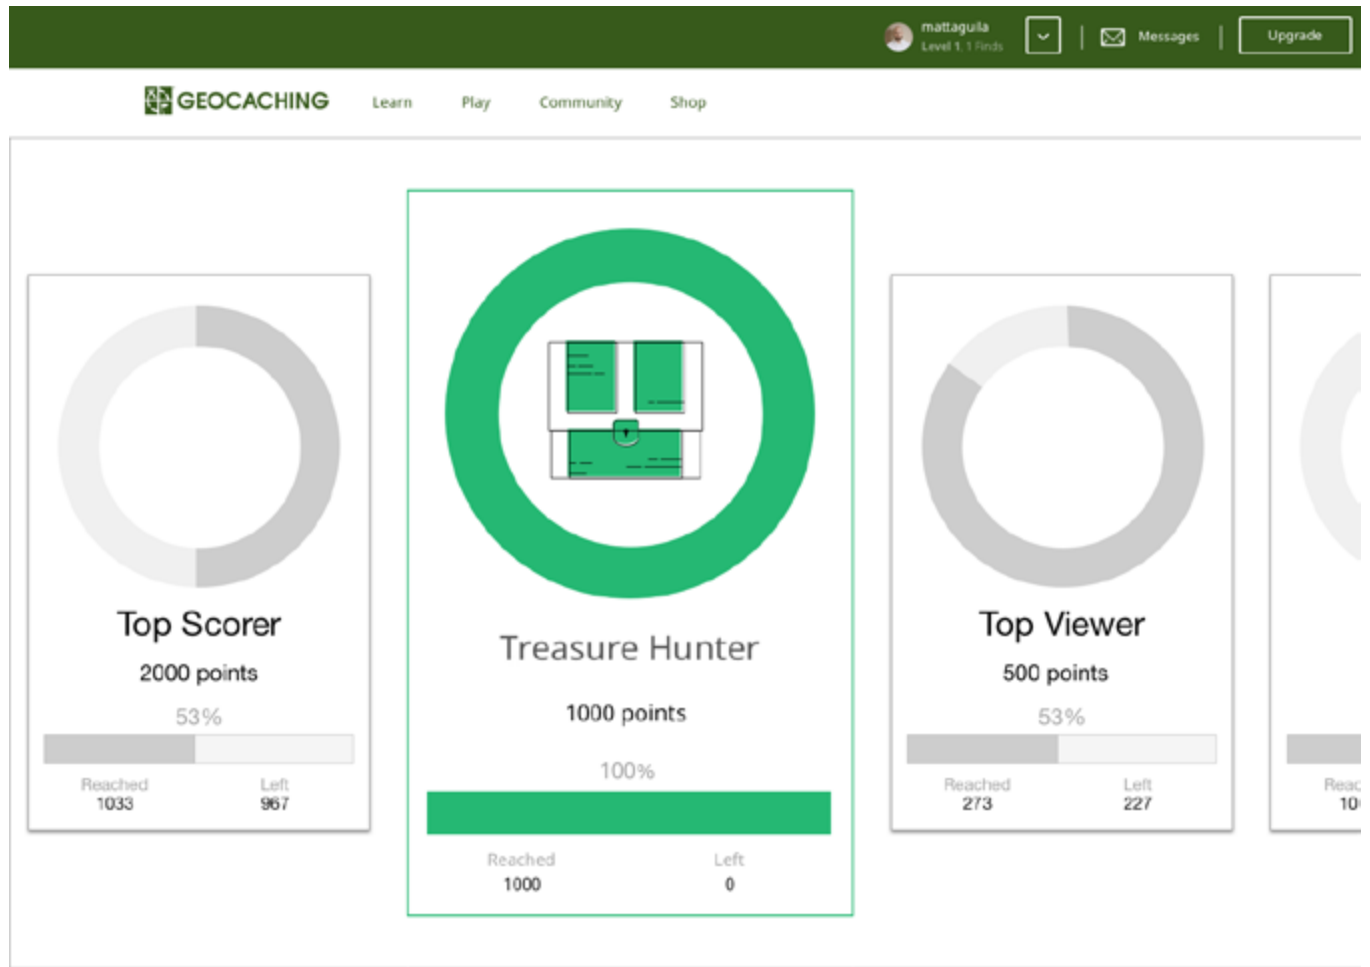 mattaguila
Level 1. 1 Finds
Messages
Upgrade
GEOCACHING
Learn
Play
Community
Shop
Top Scorer
2000 points
53%
Reached
Left
1033
967
Treasure Hunter
1000 points
100%
Reached
Left
1000
0
Top Viewer
500 points
53%
Reached
Left
273
227